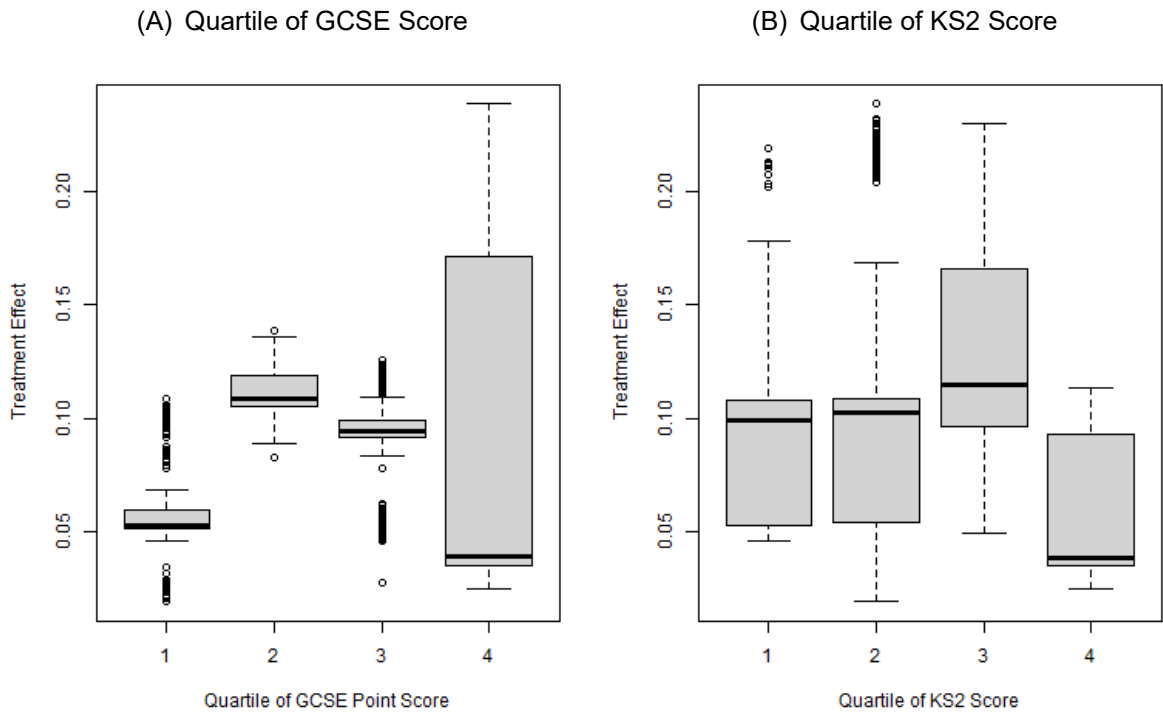 (A) Quartile of GCSE Score
(B) Quartile of KS2 Score
Treatment Effect
0.20
0.15
0.10
0.05
1 2 3 4
Quartile of GCSE Point Score
Treatment Effect
0.20
0.15
0.10
0.05
1 2 3 4
Quartile of KS2 Score